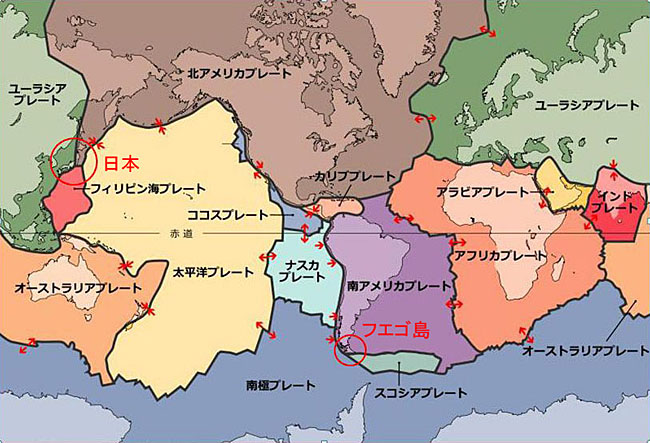 北アメリカプレート
ユーラシア
プレート
ユーラシアプレート
日本
カリブプレート
フィリピン海プレート
アラビアプレート
インド
プレート
ココスプレート
赤道
太平洋プレート
ナスカ
プレート
南アメリカプレート
アフリカプレート
オーストラリアプレート
フエゴ島
オーストラリアプレート
南極プレート
スコシアプレート